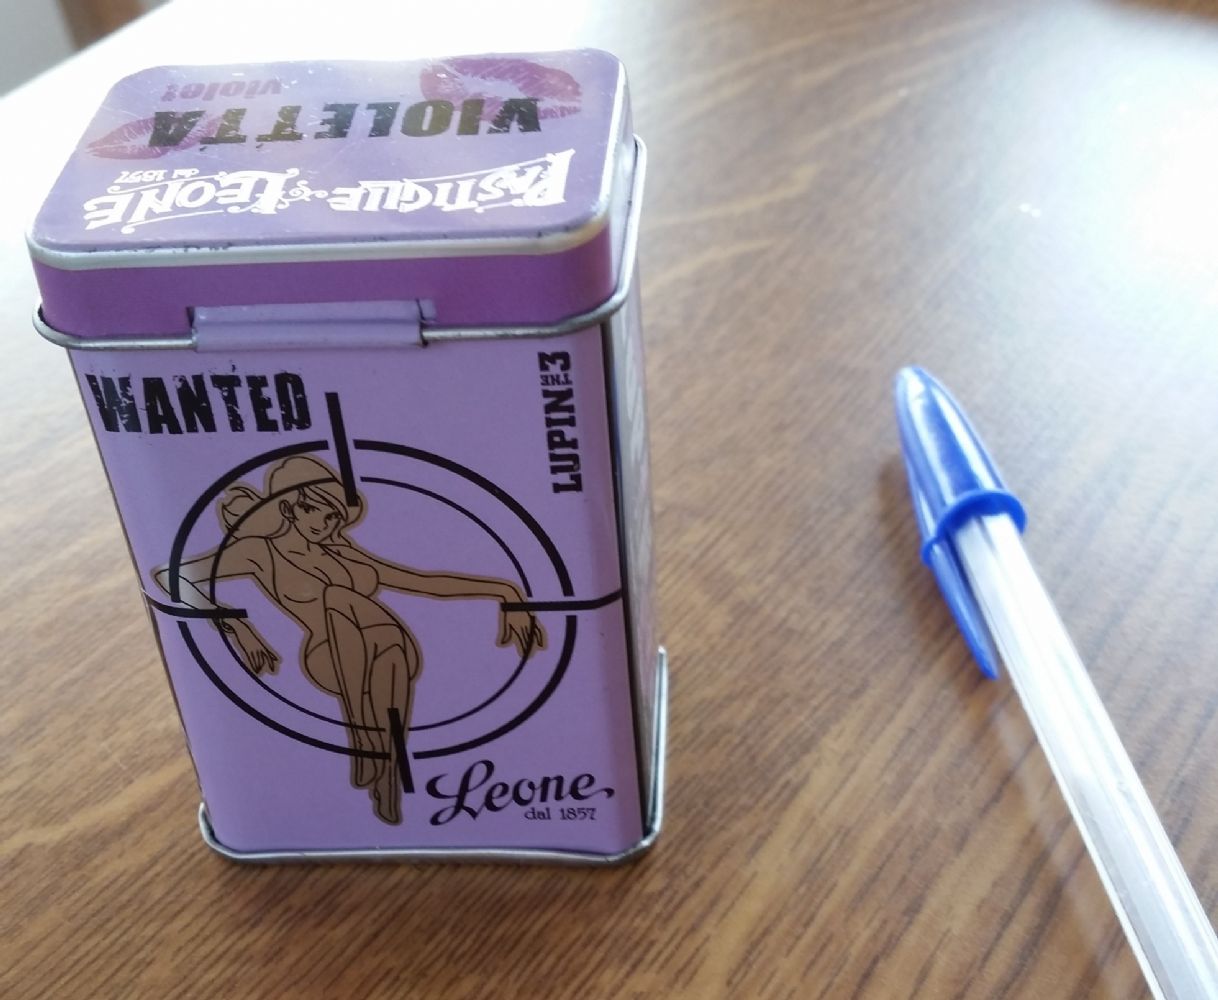 violet
VIOLETTA
PASTIGLIE LEONE
dal 1857
WANTED
LUPIN THE 3
Leone
dal 1857